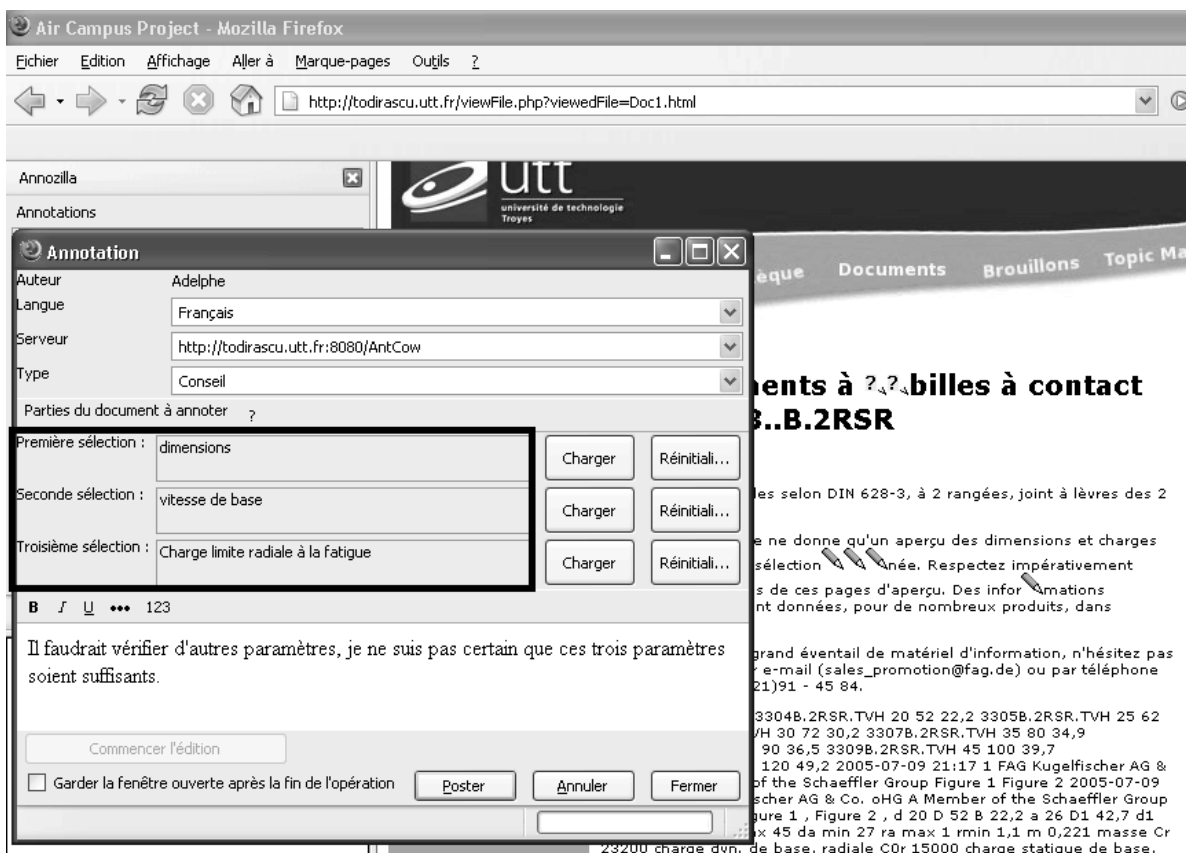 Air Campus Project - Mozilla Firefox
Fichier Edition Affichage Aller à Marque-pages Outils ?
http://todirascu.utt.fr/viewFile.php?viewedFile=Doc1.html
Annozilla
Annotations
utt
université de technologie
Troyes
èque Documents Brouillons Topic Ma
Annotation
Auteur Adelphe
Langue Français
Serveur http://todirascu.utt.fr:8080/AntCow
Type Conseil
Parties du document à annoter ?
Première sélection : dimensions Charger Réinitiali...
Seconde sélection : vitesse de base Charger Réinitiali...
Troisième sélection : Charge limite radiale à la fatigue Charger Réinitiali...
B I U ••• 123
Il faudrait vérifier d'autres paramètres, je ne suis pas certain que ces trois paramètres
soient suffisants.
Commencer l'édition
Garder la fenêtre ouverte après la fin de l'opération Poster Annuler Fermer
ents à ? ? billes à contact
3..B.2RSR
es selon DIN 628-3, à 2 rangées, joint à lèvres des 2
e ne donne qu'un aperçu des dimensions et charges
sélection née. Respectez impérativement
s de ces pages d'aperçu. Des infor mations
nt données, pour de nombreux produits, dans
grand éventail de matériel d'information, n'hésitez pas
r e-mail (sales_promotion@fag.de) ou par téléphone
21)91 - 45 84.
3304B.2RSR.TVH 20 52 22,2 3305B.2RSR.TVH 25 62
VH 30 72 30,2 3307B.2RSR.TVH 35 80 34,9
90 36,5 3309B.2RSR.TVH 45 100 39,7
120 49,2 2005-07-09 21:17 1 FAG Kugelfischer AG &
of the Schaeffler Group Figure 1 Figure 2 2005-07-09
scher AG & Co. oHG A Member of the Schaeffler Group
gure 1 , Figure 2 , d 20 D 52 B 22,2 a 26 D1 42,7 d1
x 45 da min 27 ra max 1 rmin 1,1 m 0,221 masse Cr
23200 charge dyn. de base, radiale C0r 15000 charge statique de base,